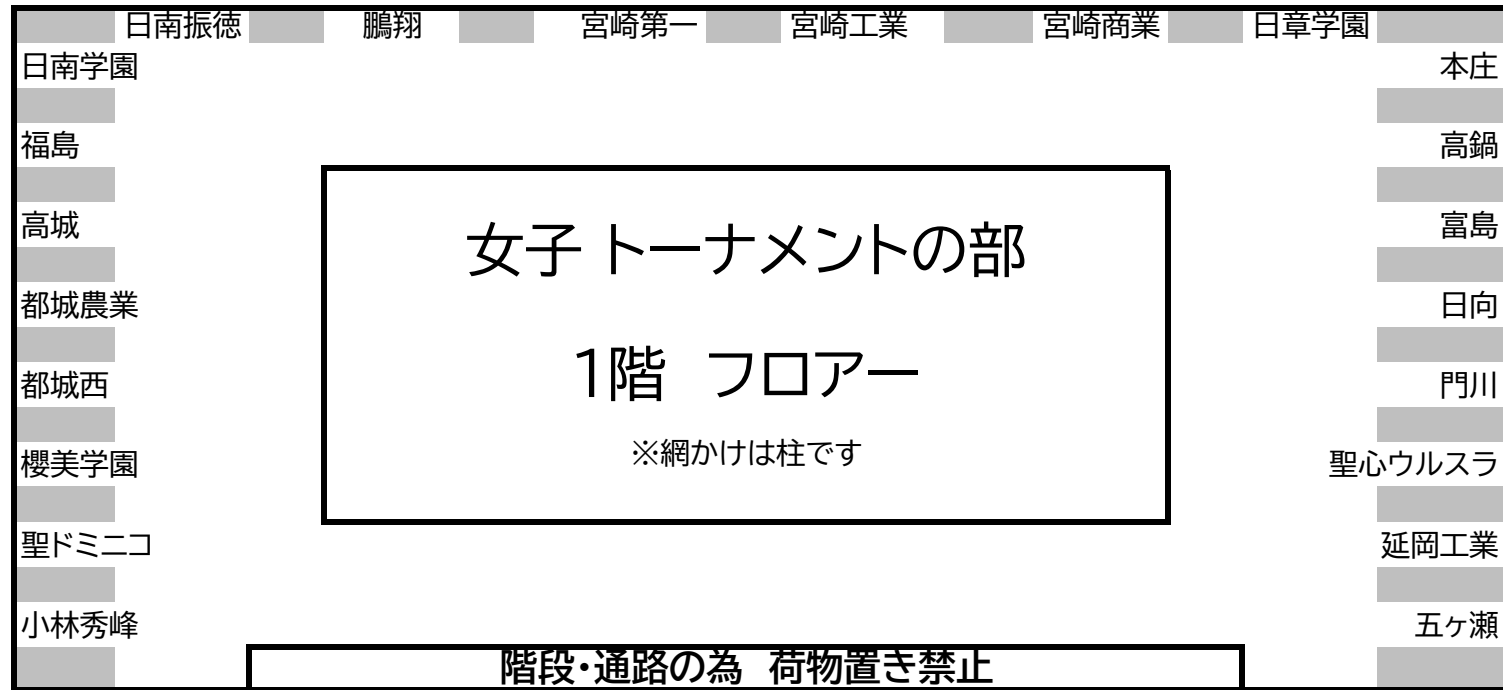 日南振徳 鵬翔 宮崎第一 宮崎工業 宮崎商業 日章学園
日南学園 本庄
福島 高鍋
高城 富島
女子 トーナメントの部
都城農業 日向
1階 フロアー
都城西 門川
※網かけは柱です
櫻美学園 聖心ウルスラ
聖ドミニコ 延岡工業
小林秀峰 五ヶ瀬
階段・通路の為 荷物置き禁止